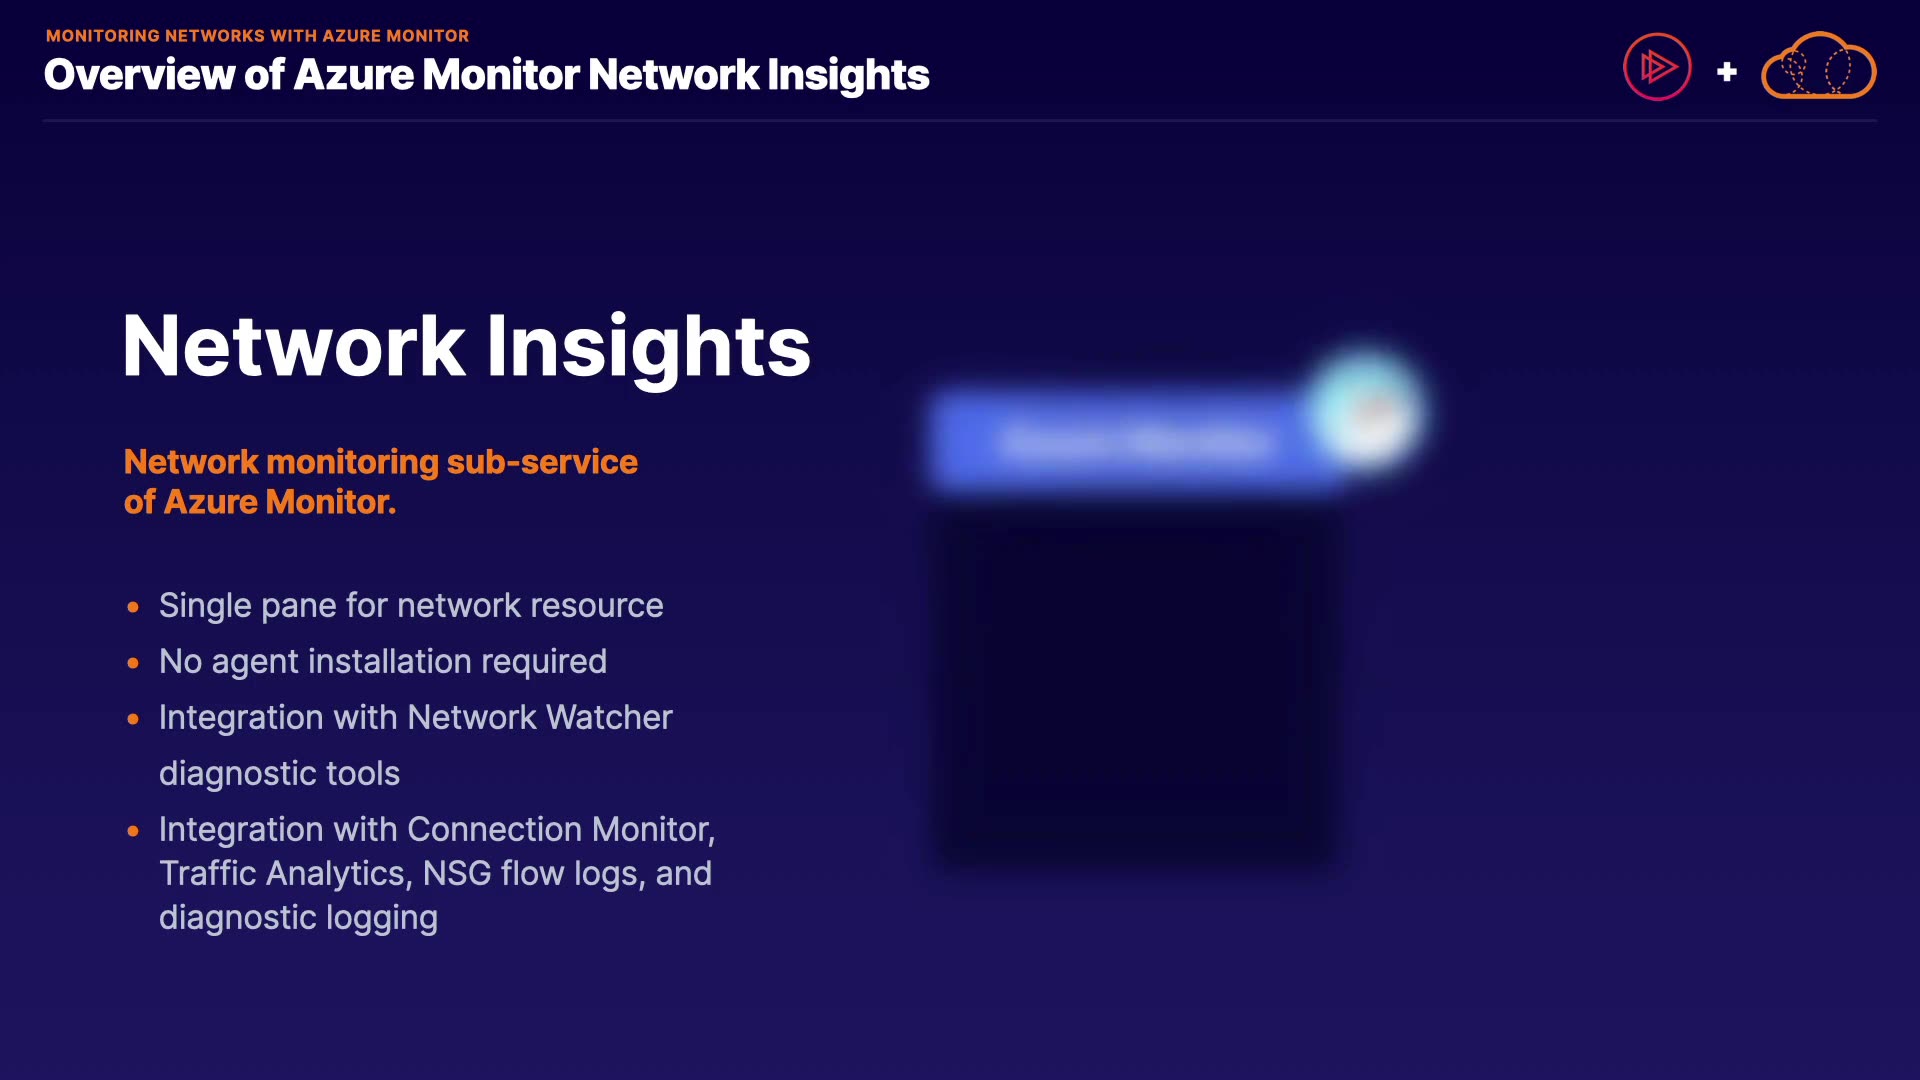 MONITORING NETWORKS WITH AZURE MONITOR
Overview of Azure Monitor Network Insights
+
Network Insights
Network monitoring sub-service
of Azure Monitor.
• Single pane for network resource
• No agent installation required
• Integration with Network Watcher
diagnostic tools
• Integration with Connection Monitor,
Traffic Analytics, NSG flow logs, and
diagnostic logging